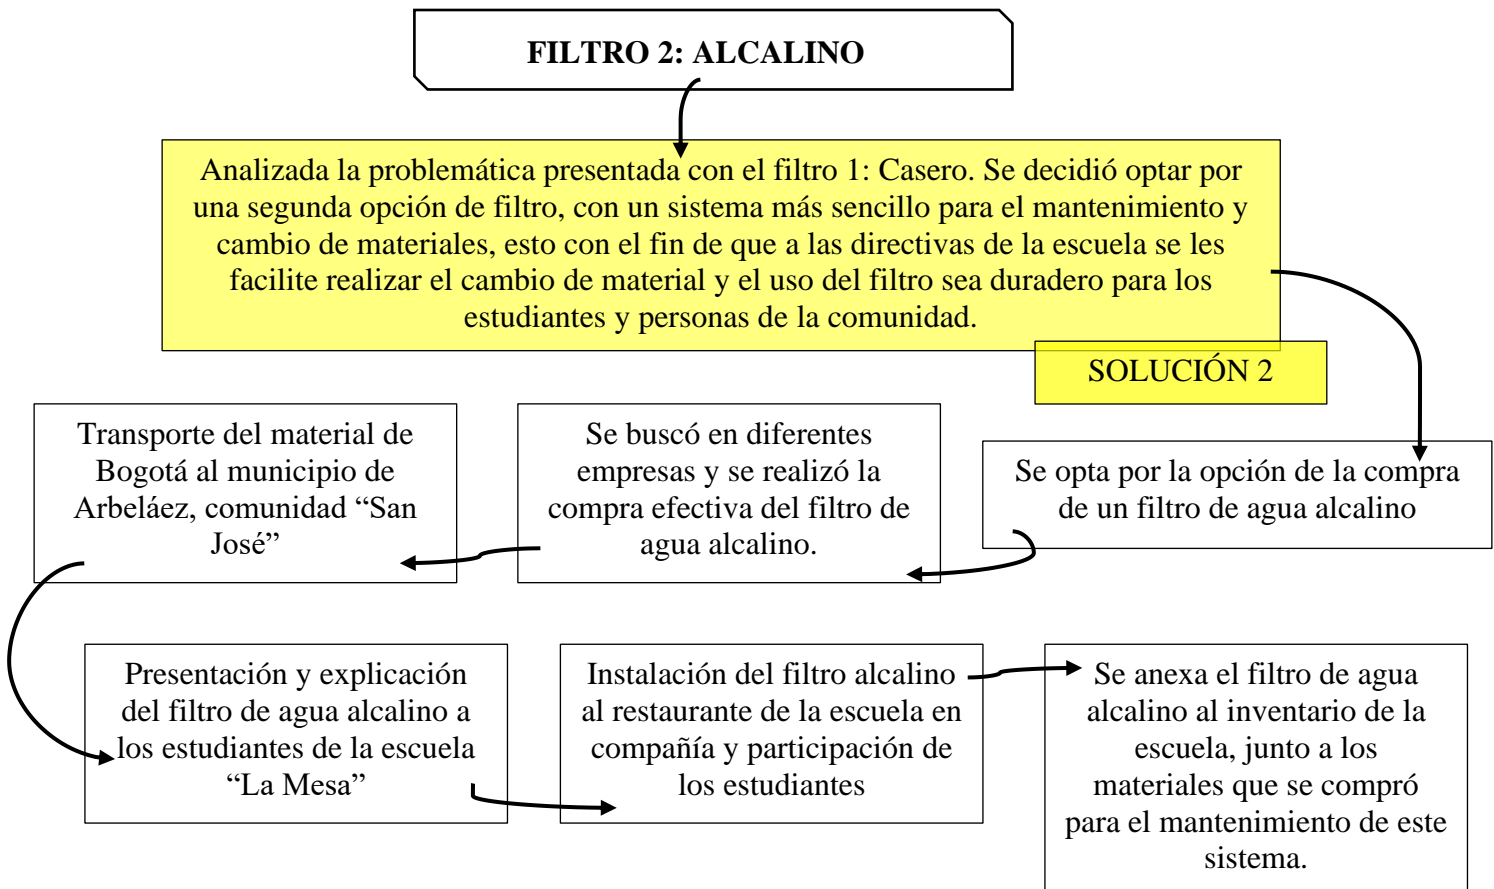 FILTRO 2: ALCALINO
Analizada la problemática presentada con el filtro 1: Casero. Se decidió optar por
una segunda opción de filtro, con un sistema más sencillo para el mantenimiento y
cambio de materiales, esto con el fin de que a las directivas de la escuela se les
facilite realizar el cambio de material y el uso del filtro sea duradero para los
estudiantes y personas de la comunidad.
SOLUCIÓN 2
Se opta por la opción de la compra
de un filtro de agua alcalino
Se buscó en diferentes
empresas y se realizó la
compra efectiva del filtro de
agua alcalino.
Transporte del material de
Bogotá al municipio de
Arbeláez, comunidad “San
José”
Presentación y explicación
del filtro de agua alcalino a
los estudiantes de la escuela
“La Mesa”
Instalación del filtro alcalino
al restaurante de la escuela en
compañía y participación de
los estudiantes
Se anexa el filtro de agua
alcalino al inventario de la
escuela, junto a los
materiales que se compró
para el mantenimiento de este
sistema.